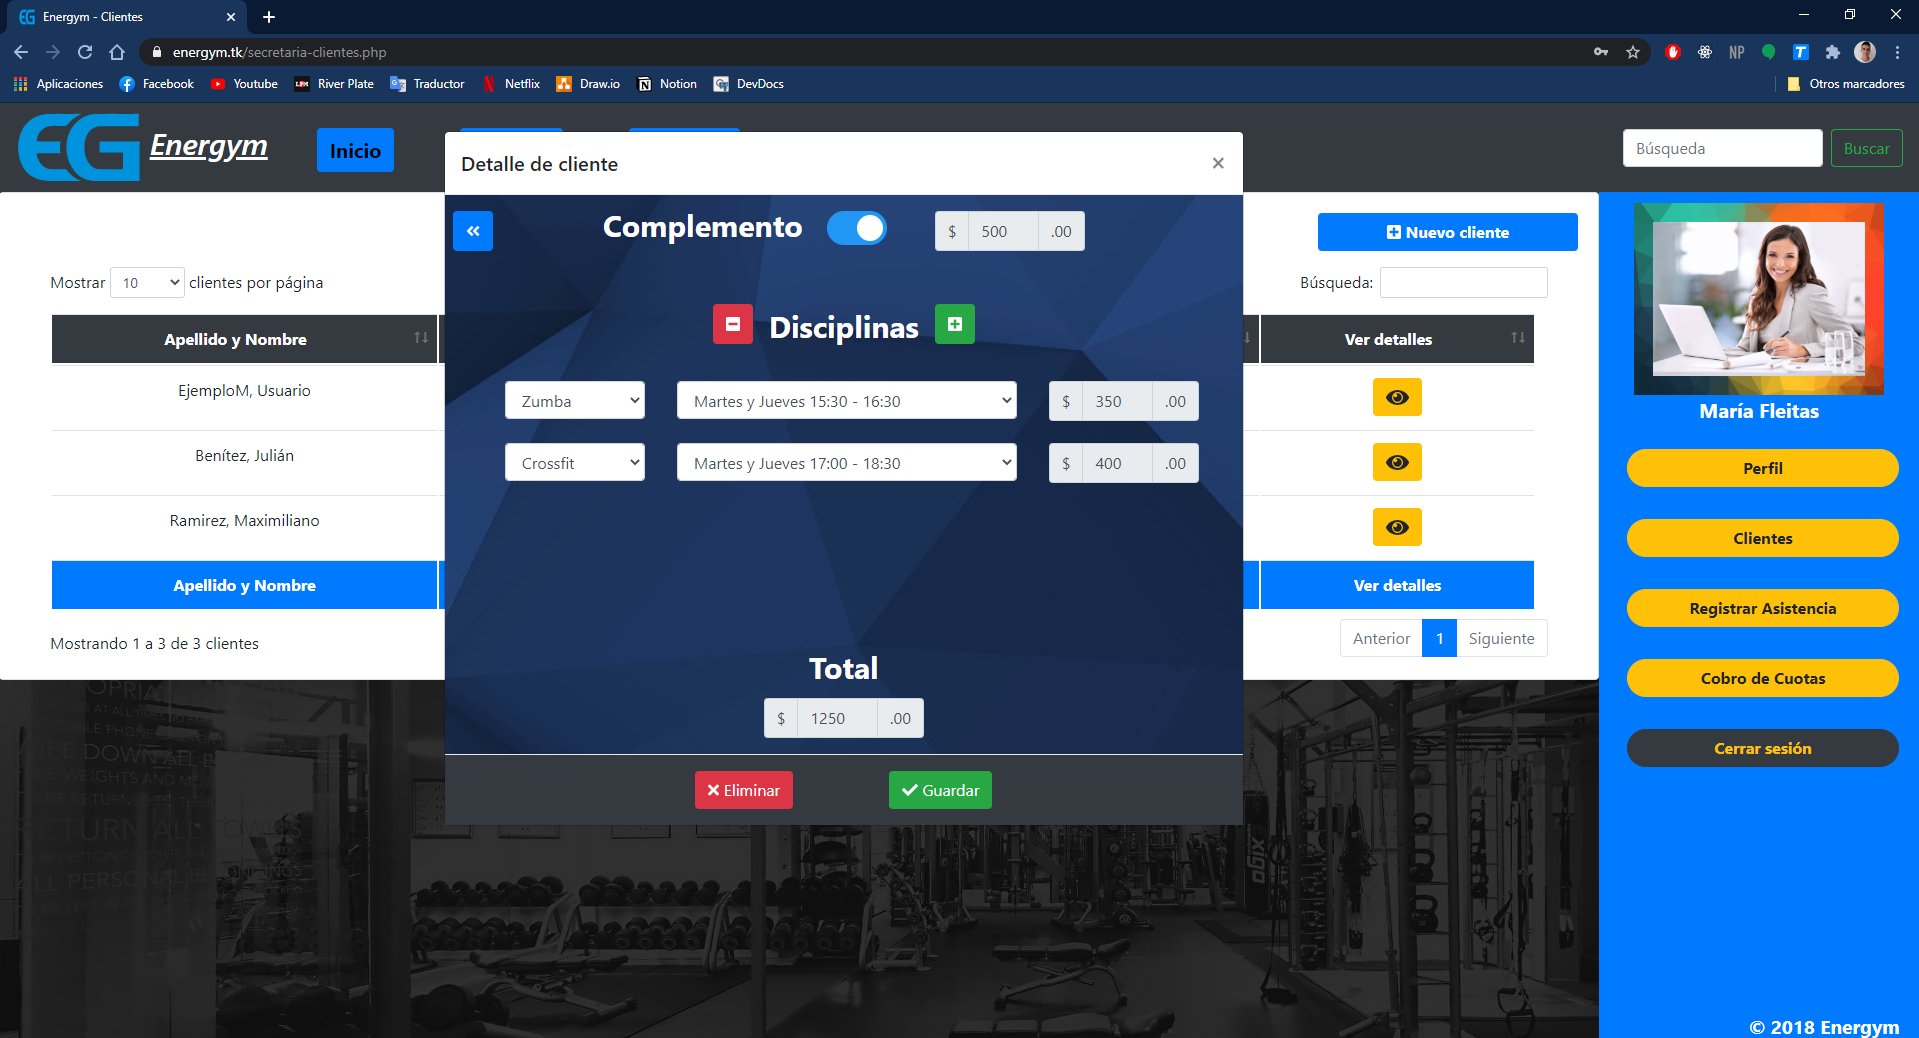 Energym - Clientes
energym.tk/secretaria-clientes.php
NP
Aplicaciones Facebook Youtube River Plate Traductor Netflix Draw.io Notion DevDocs Otros marcadores
EG Energym Inicio
Búsqueda Buscar
Detalle de cliente ×
Complemento $ 500 .00
Nuevo cliente
Mostrar 10 clientes por página
Búsqueda:
Disciplinas
Apellido y Nombre Ver detalles
EjemploM, Usuario
Zumba Martes y Jueves 15:30 - 16:30 $ 350 .00
Benítez, Julián
Crossfit Martes y Jueves 17:00 - 18:30 $ 400 .00
Ramirez, Maximiliano
Apellido y Nombre Ver detalles
Mostrando 1 a 3 de 3 clientes
Anterior 1 Siguiente
Total
$ 1250 .00
Eliminar Guardar
María Fleitas
Perfil
Clientes
Registrar Asistencia
Cobro de Cuotas
Cerrar sesión
© 2018 Energym